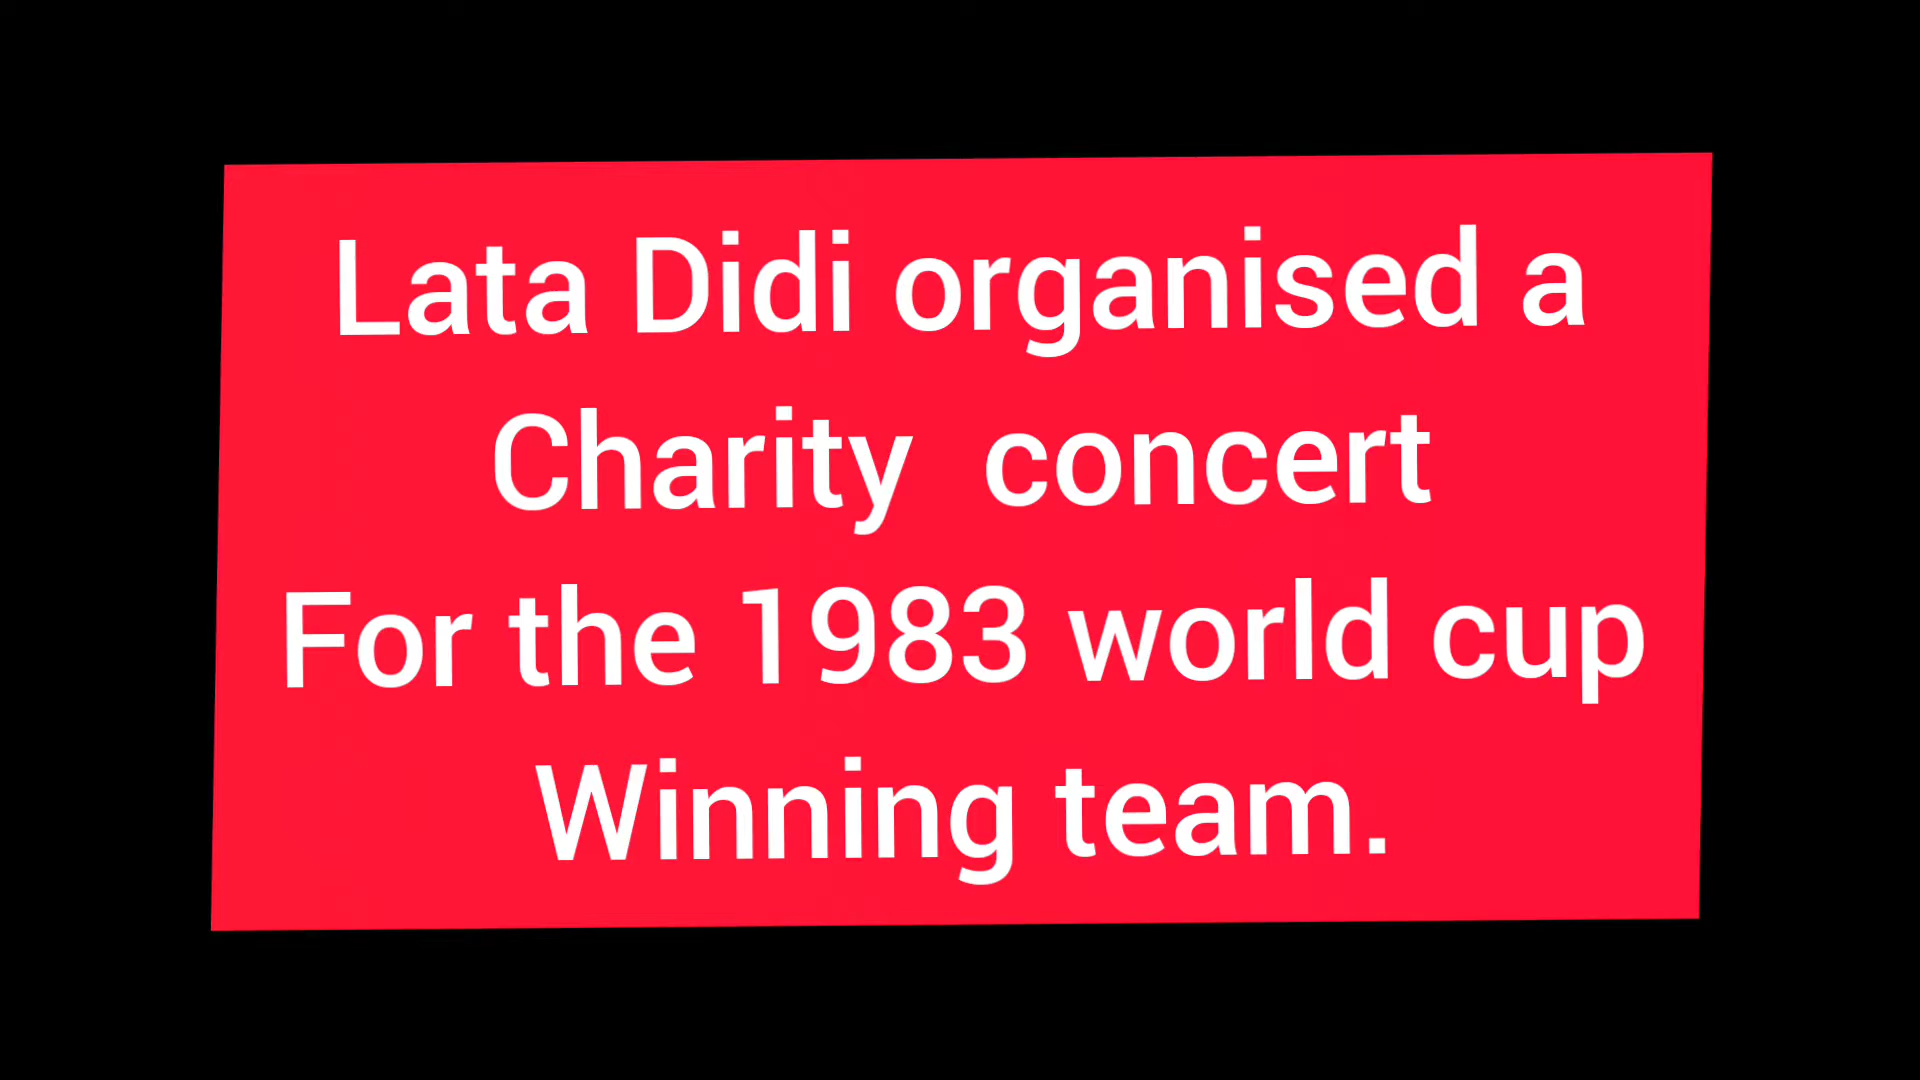 Lata Didi organised a
Charity  concert
For the 1983 world cup
Winning team.